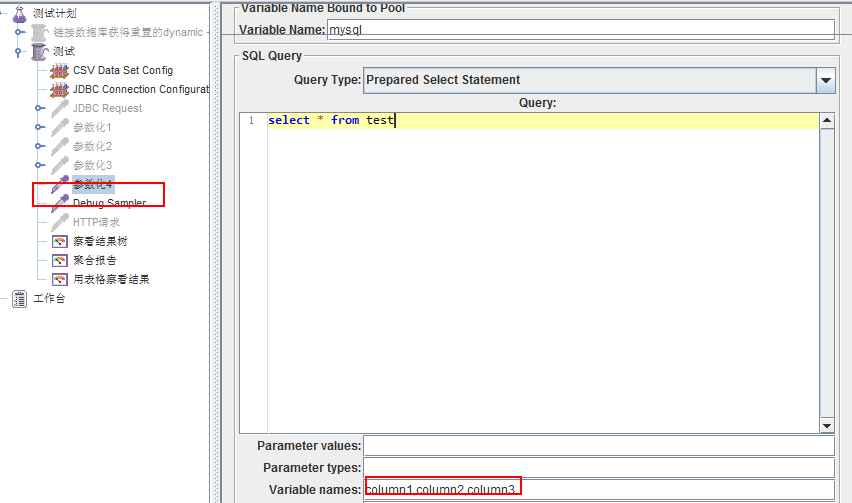 测试计划
链接数据库获得重置的dynamic
测试
CSV Data Set Config
JDBC Connection Configurat
JDBC Request
参数化1
参数化2
参数化3
参数化4
Debug Sampler
HTTP请求
察看结果树
聚合报告
用表格察看结果
工作台
Variable Name Bound to Pool
Variable Name: mysql
SQL Query
Query Type: Prepared Select Statement
Query:
1 select * from test
Parameter values:
Parameter types:
Variable names: column1,column2,column3